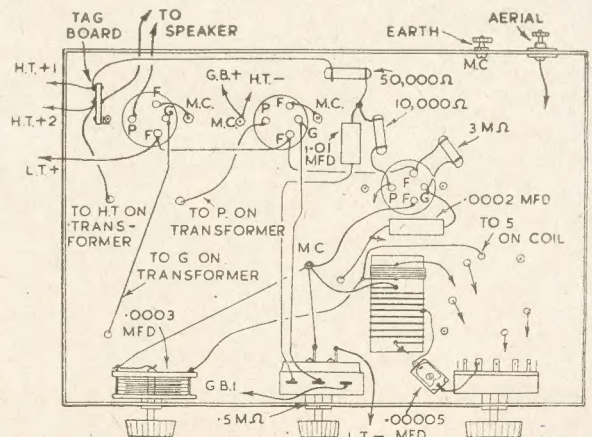 TAG
BOARD
TO
SPEAKER
EARTH
AERIAL
M.C
H.T.+1
G.B.+
H.T.-
50,000Ω
10,000Ω
H.T.+2
F
P
G
F
M.C.
M.C.
F
P
G
F
M.C.
1.01
MFD
3 MΩ
F
P
G
F
L.T+
.0002 MFD
TO H.T ON
TRANS-
FORMER
TO P. ON
TRANSFORMER
TO 5
ON COIL
M C
TO G ON
TRANSFORMER
.0003
MFD
G.B.1
.5MΩ
L.T-
.00005
MFD